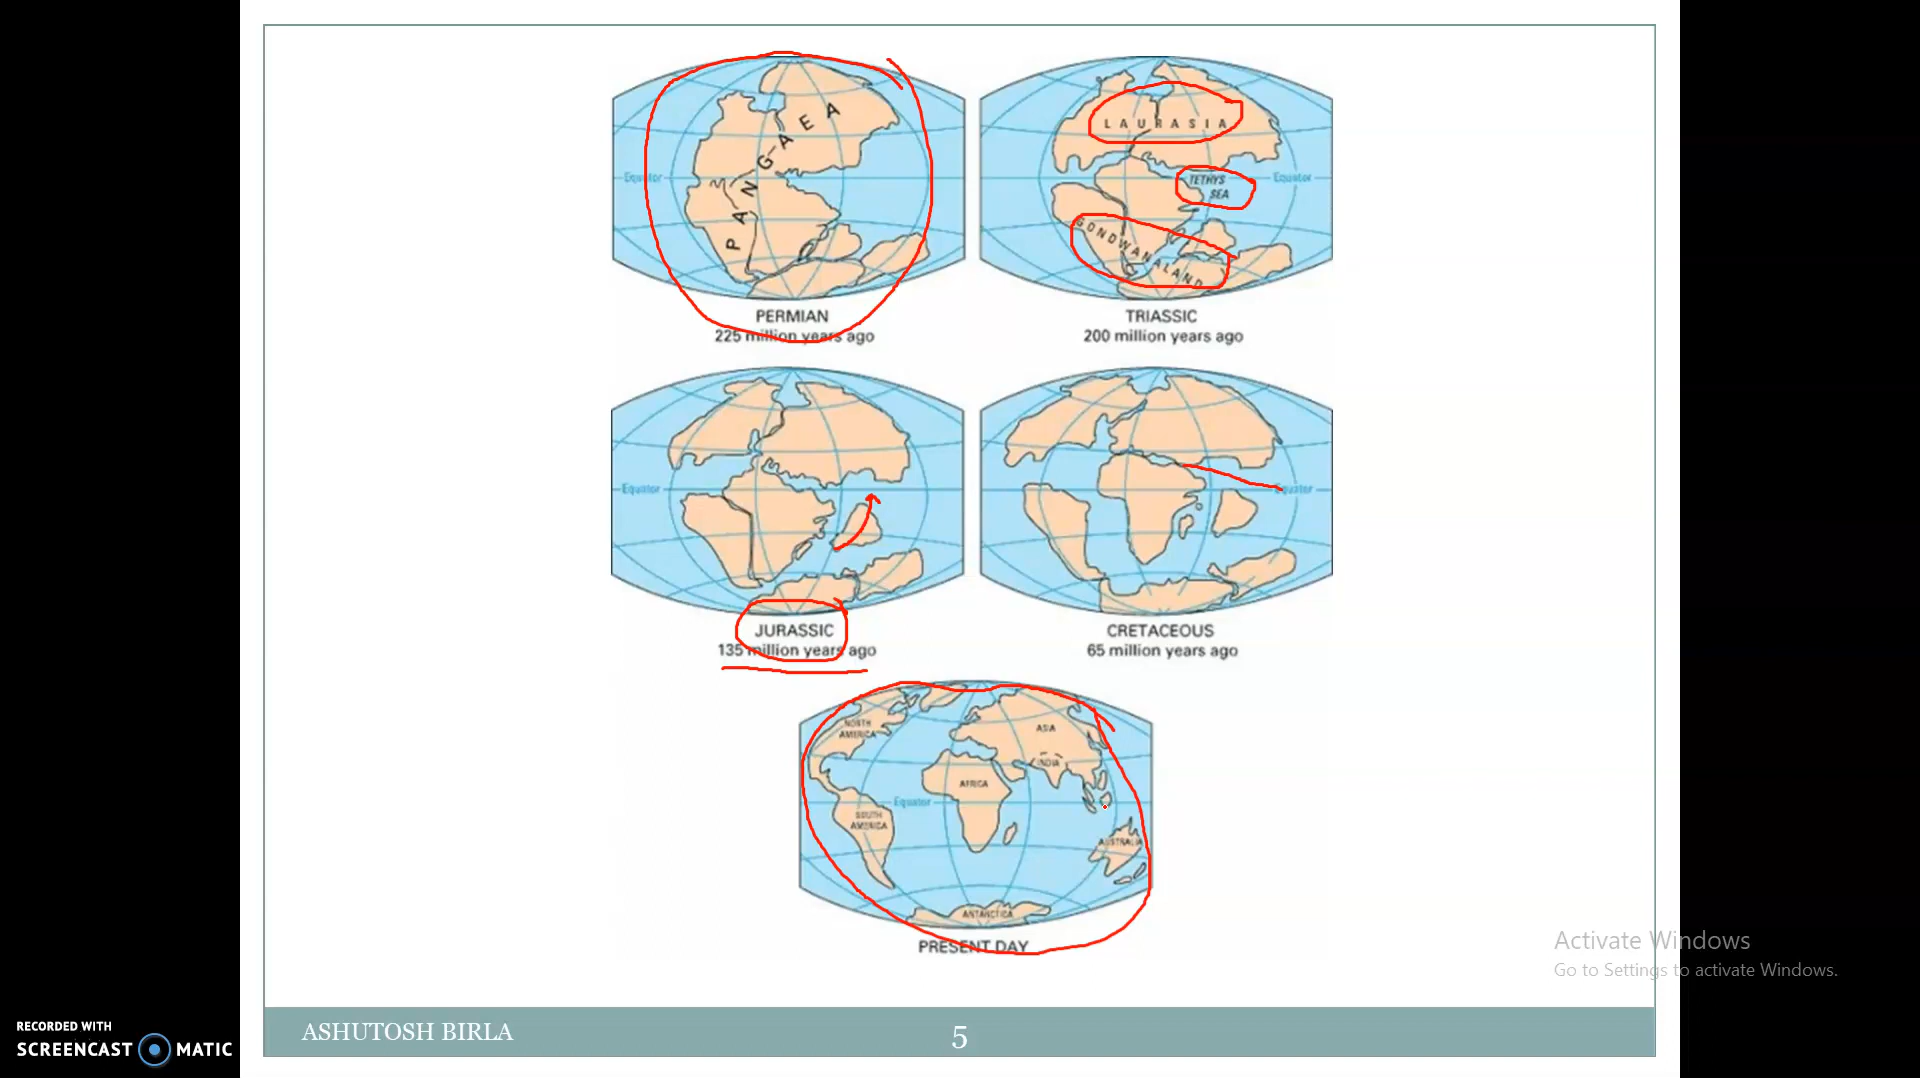 PANGAEA
Equator
PERMIAN
225 million years ago
LAURASIA
TETHYS
SEA
Equator
GONDWANALAND
TRIASSIC
200 million years ago
Equator
JURASSIC
135 million years ago
Equator
CRETACEOUS
65 million years ago
NORTH
AMERICA
ASIA
INDIA
AFRICA
Equator
SOUTH
AMERICA
AUSTRALIA
ANTARCTICA
PRESENT DAY
Activate Windows
Go to Settings to activate Windows.
RECORDED WITH
SCREENCAST MATIC
ASHUTOSH BIRLA
5